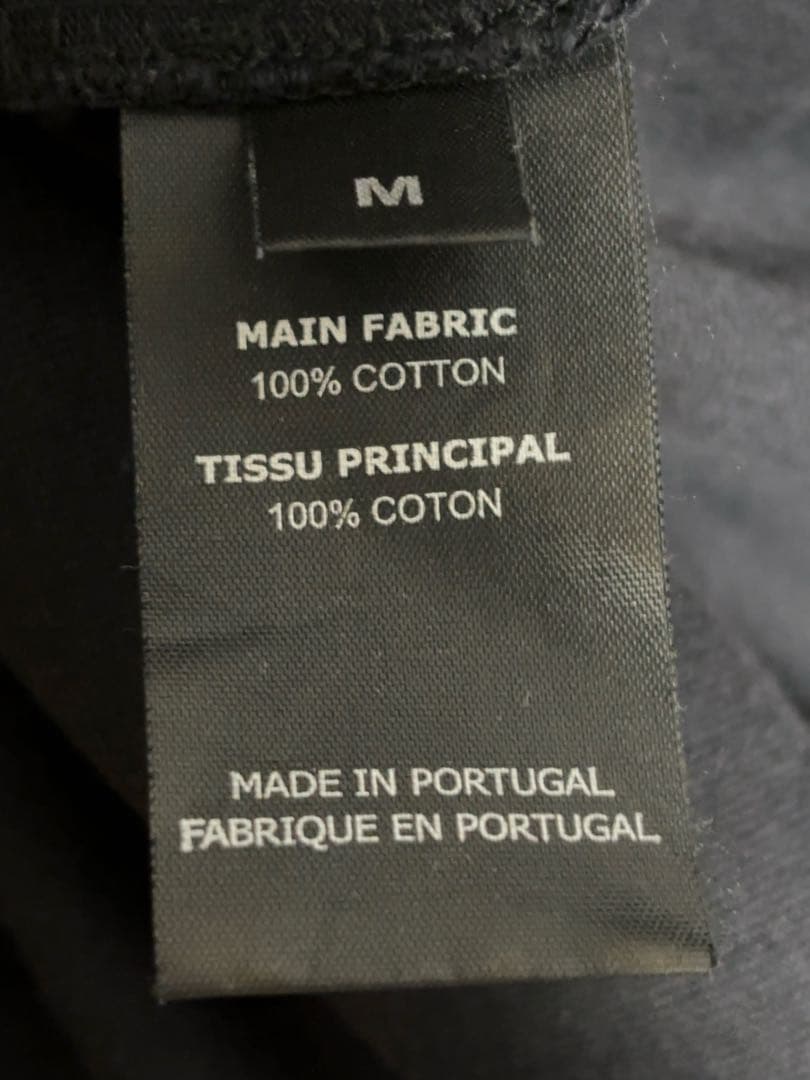 M
MAIN FABRIC
100% COTTON
TISSU PRINCIPAL
100% COTON
MADE IN PORTUGAL
FABRIQUE EN PORTUGAL